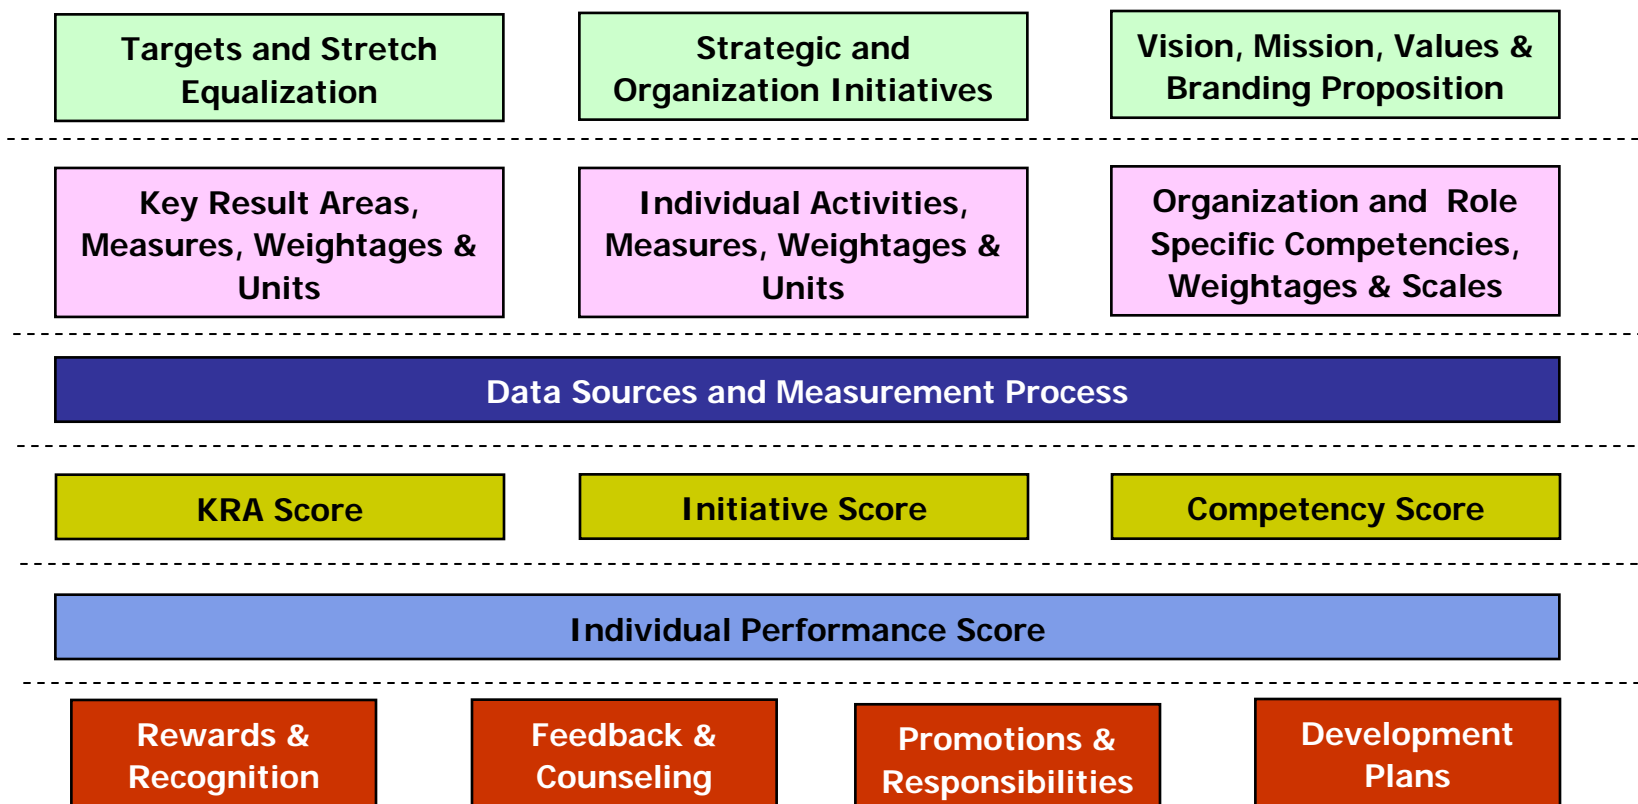 Targets and Stretch
Equalization
Strategic and
Organization Initiatives
Vision, Mission, Values &
Branding Proposition
Key Result Areas,
Measures, Weightages &
Units
Individual Activities,
Measures, Weightages &
Units
Organization and  Role
Specific Competencies,
Weightages & Scales
Data Sources and Measurement Process
KRA Score
Initiative Score
Competency Score
Individual Performance Score
Rewards &
Recognition
Feedback &
Counseling
Promotions &
Responsibilities
Development
Plans